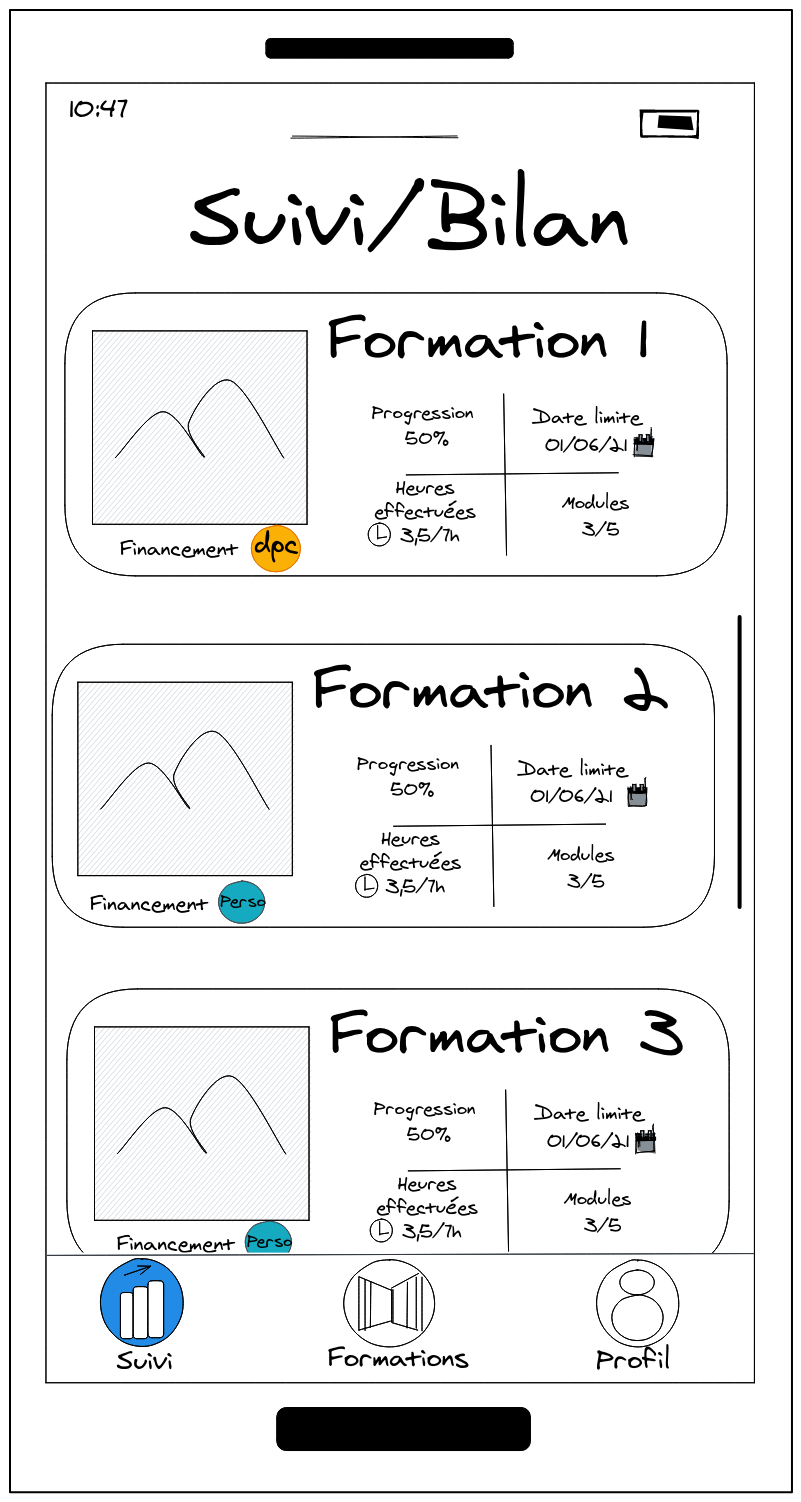 10:47
Suivi/Bilan
Formation 1
Progression
50%
Date limite
01/06/21
Heures
effectuées
3,5/7h
Modules
3/5
Financement dpc
Formation 2
Progression
50%
Date limite
01/06/21
Heures
effectuées
3,5/7h
Modules
3/5
Financement Perso
Formation 3
Progression
50%
Date limite
01/06/21
Heures
effectuées
3,5/7h
Modules
3/5
Financement Perso
Suivi
Formations
Profil